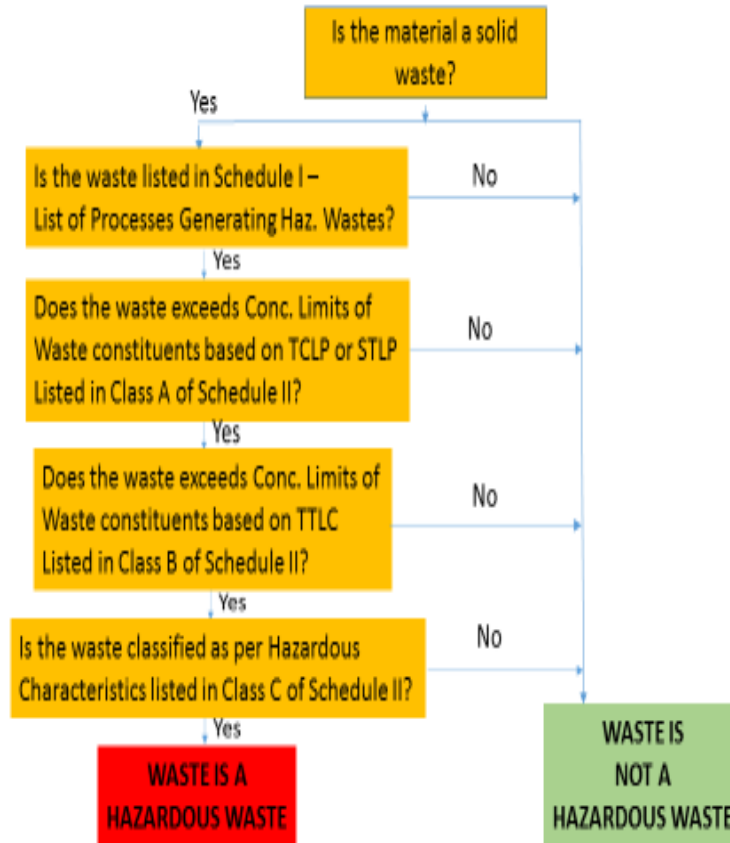 Is the material a solid
waste?
Yes
Is the waste listed in Schedule I –
List of Processes Generating Haz. Wastes?
No
Yes
Does the waste exceeds Conc. Limits of
Waste constituents based on TCLP or STLP
Listed in Class A of Schedule II?
No
Yes
Does the waste exceeds Conc. Limits of
Waste constituents based on TTLC
Listed in Class B of Schedule II?
No
Yes
Is the waste classified as per Hazardous
Characteristics listed in Class C of Schedule II?
No
Yes
WASTE IS A
HAZARDOUS WASTE
WASTE IS
NOT A
HAZARDOUS WASTE